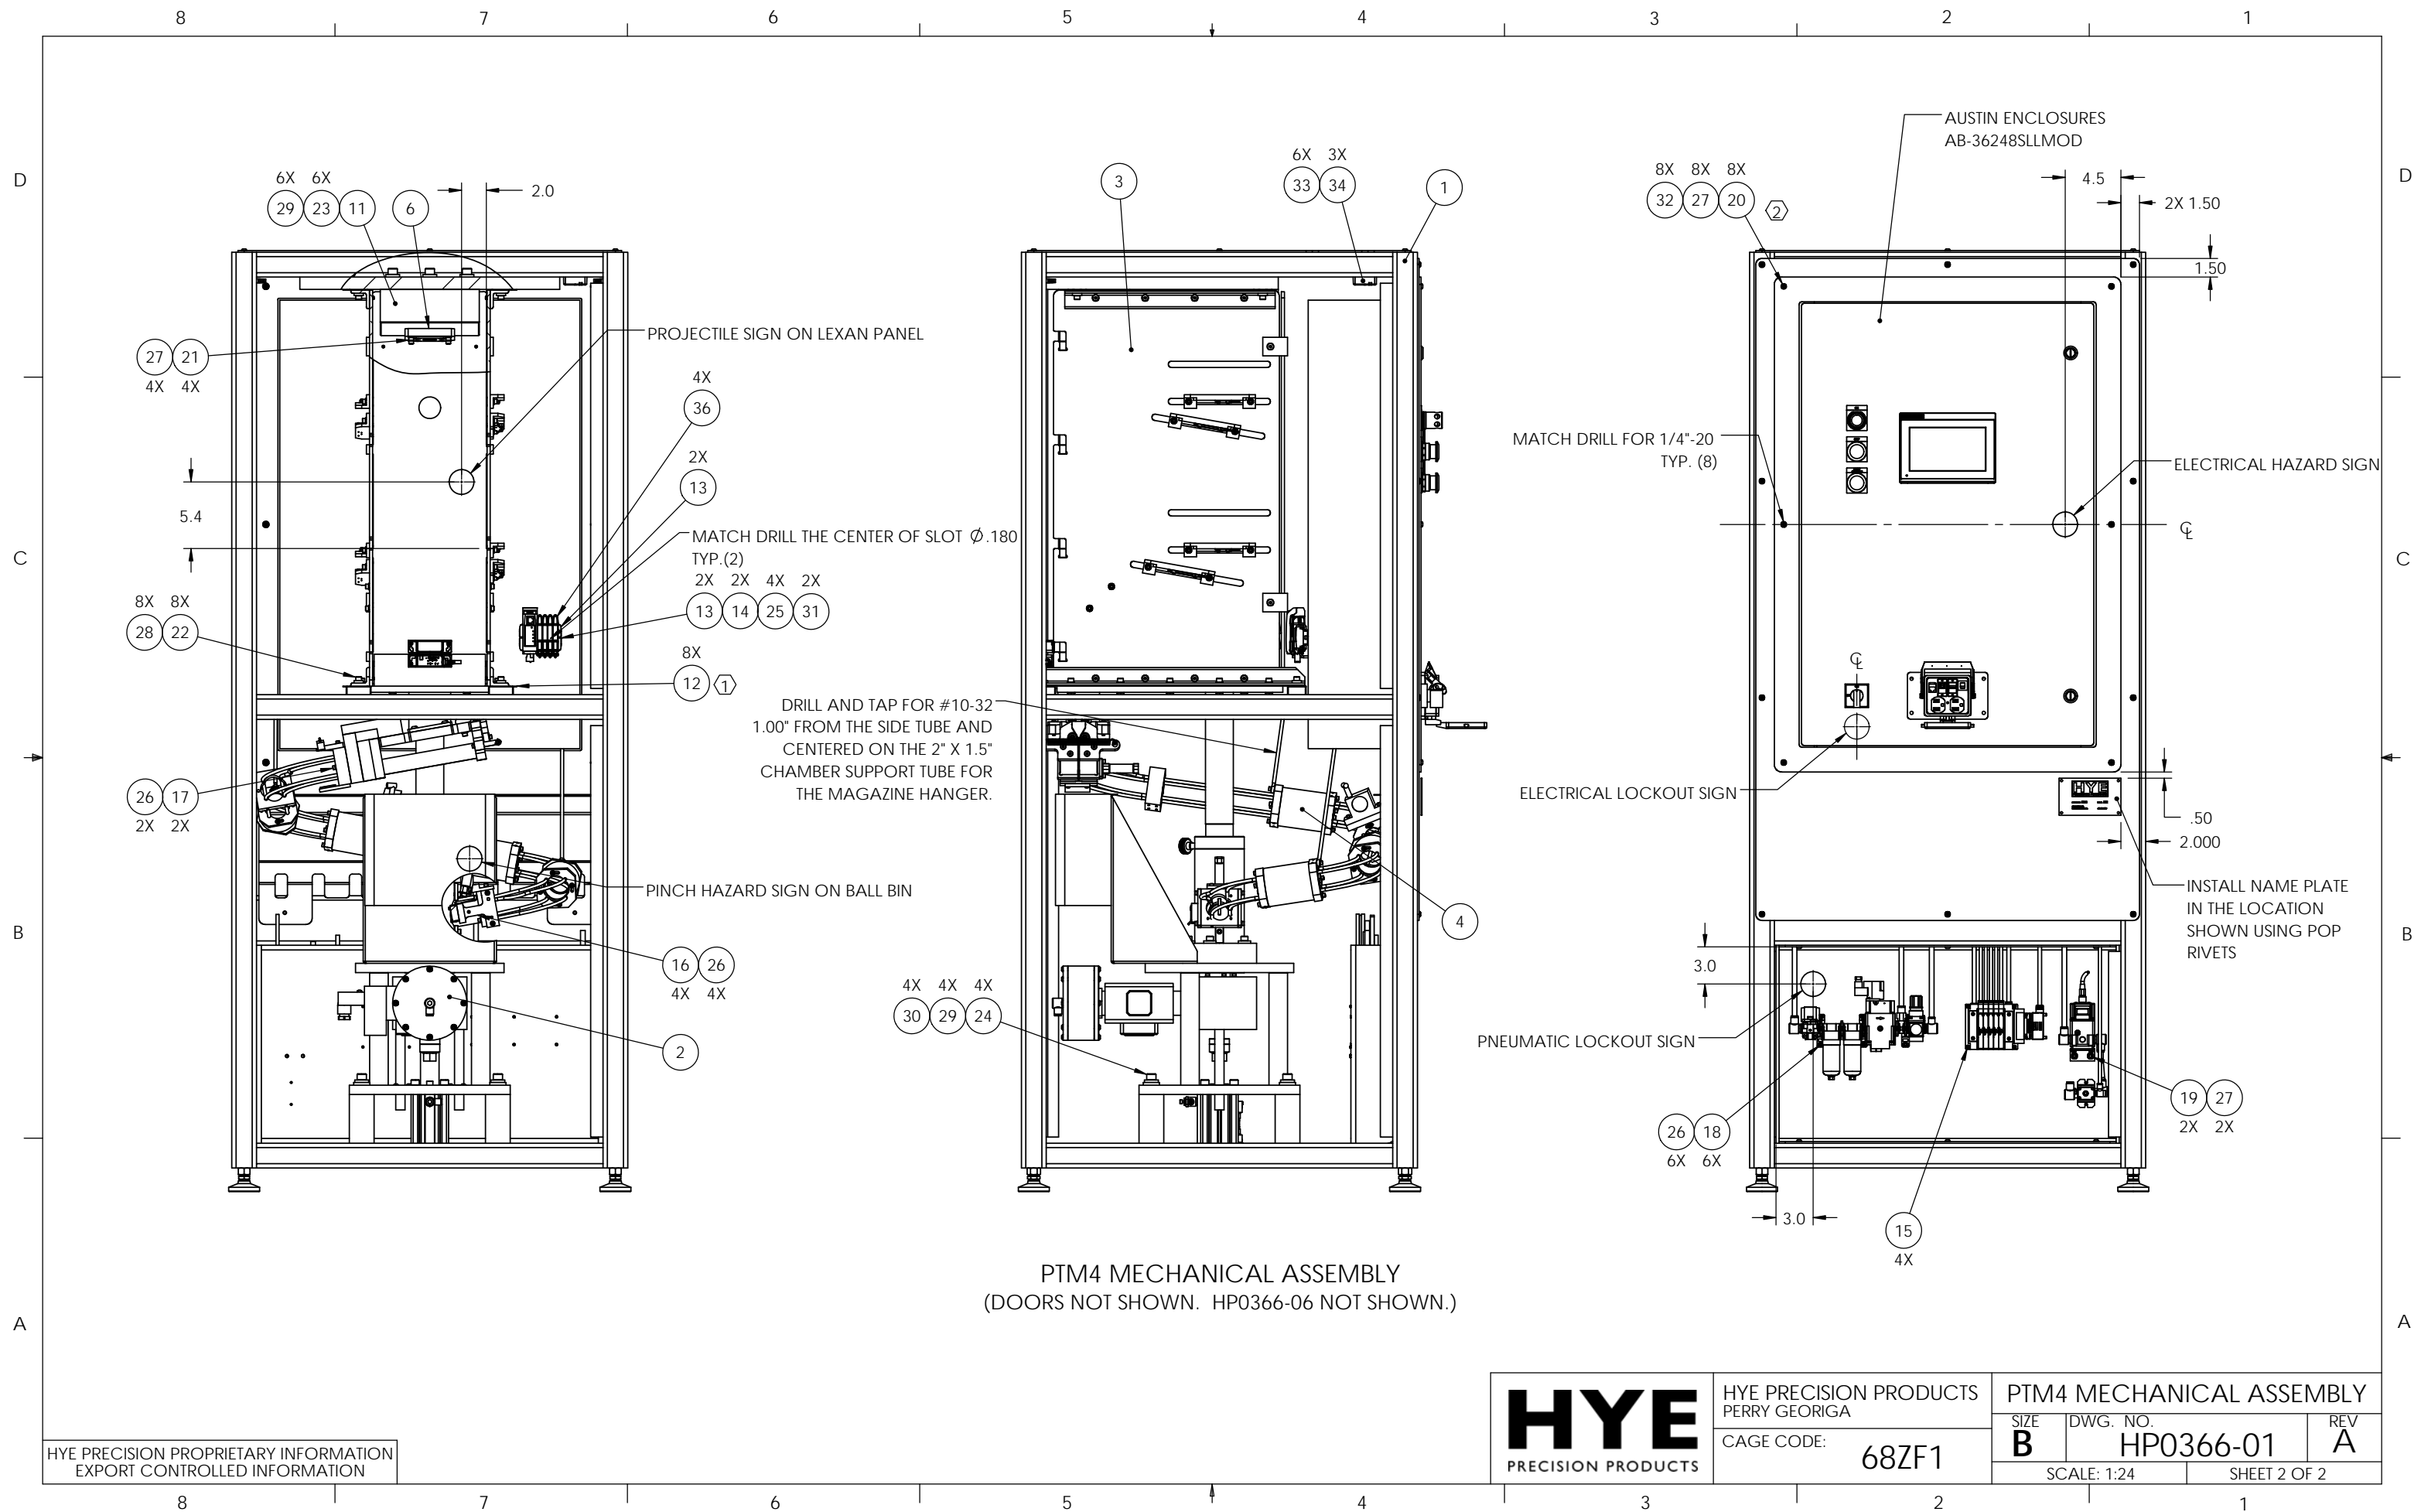 8 7 6 5 4 3 2 1
D
D
C
C
B
B
A
A
6X 6X
29 23 11 6
2.0
27 21
4X 4X
PROJECTILE SIGN ON LEXAN PANEL
4X
36
2X
13
5.4
MATCH DRILL THE CENTER OF SLOT Ø.180
TYP.(2)
2X 2X 4X 2X
13 14 25 31
8X 8X
28 22
8X
12 1
26 17
2X 2X
PINCH HAZARD SIGN ON BALL BIN
16 26
4X 4X
2
3
6X 3X
33 34
1
DRILL AND TAP FOR #10-32
1.00" FROM THE SIDE TUBE AND
CENTERED ON THE 2" X 1.5"
CHAMBER SUPPORT TUBE FOR
THE MAGAZINE HANGER.
4
4X 4X 4X
30 29 24
AUSTIN ENCLOSURES
AB-36248SLLMOD
8X 8X 8X
32 27 20 2
4.5
2X 1.50
1.50
MATCH DRILL FOR 1/4"-20
TYP. (8)
ELECTRICAL HAZARD SIGN
℄
℄
ELECTRICAL LOCKOUT SIGN
HYE
.50
2.000
INSTALL NAME PLATE
IN THE LOCATION
SHOWN USING POP
RIVETS
3.0
PNEUMATIC LOCKOUT SIGN
26 18
6X 6X
19 27
2X 2X
3.0
15
4X
PTM4 MECHANICAL ASSEMBLY
(DOORS NOT SHOWN. HP0366-06 NOT SHOWN.)
HYE PRECISION PROPRIETARY INFORMATION
EXPORT CONTROLLED INFORMATION
HYE
PRECISION PRODUCTS
HYE PRECISION PRODUCTS
PERRY GEORIGA
CAGE CODE:
68ZF1
PTM4 MECHANICAL ASSEMBLY
SIZE
B
DWG. NO.
HP0366-01
REV
A
SCALE: 1:24
SHEET 2 OF 2
8 7 6 5 4 3 2 1